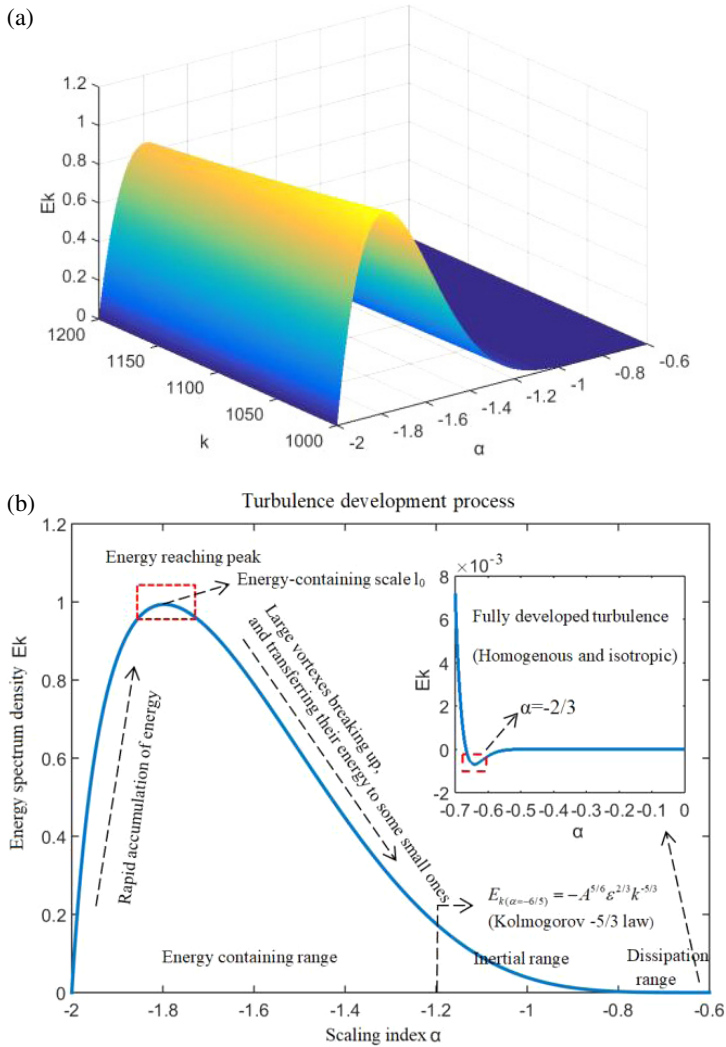 (a)
1.2
1
0.8
0.6
0.4
0.2
0
Ek
1200
1150
1100
1050
1000
k
-2
-1.8
-1.6
-1.4
-1.2
-1
-0.8
-0.6
α
(b)
Turbulence development process
1.2
1
0.8
0.6
0.4
0.2
0
Energy spectrum density Ek
Energy reaching peak
Energy-containing scale l₀
Rapid accumulation of energy
Large vortexes breaking up,
and transferring their energy to some small ones
×10⁻³
8
6
4
2
0
-2
Ek
Fully developed turbulence
(Homogenous and isotropic)
α=-2/3
-0.7 -0.6 -0.5 -0.4 -0.3 -0.2 -0.1 0
α
E_{k(α=-6/5)} = -A^{5/6} ε^{2/3} k^{-5/3}
(Kolmogorov -5/3 law)
Energy containing range
Inertial range
Dissipation
range
-2 -1.8 -1.6 -1.4 -1.2 -1 -0.8 -0.6
Scaling index α